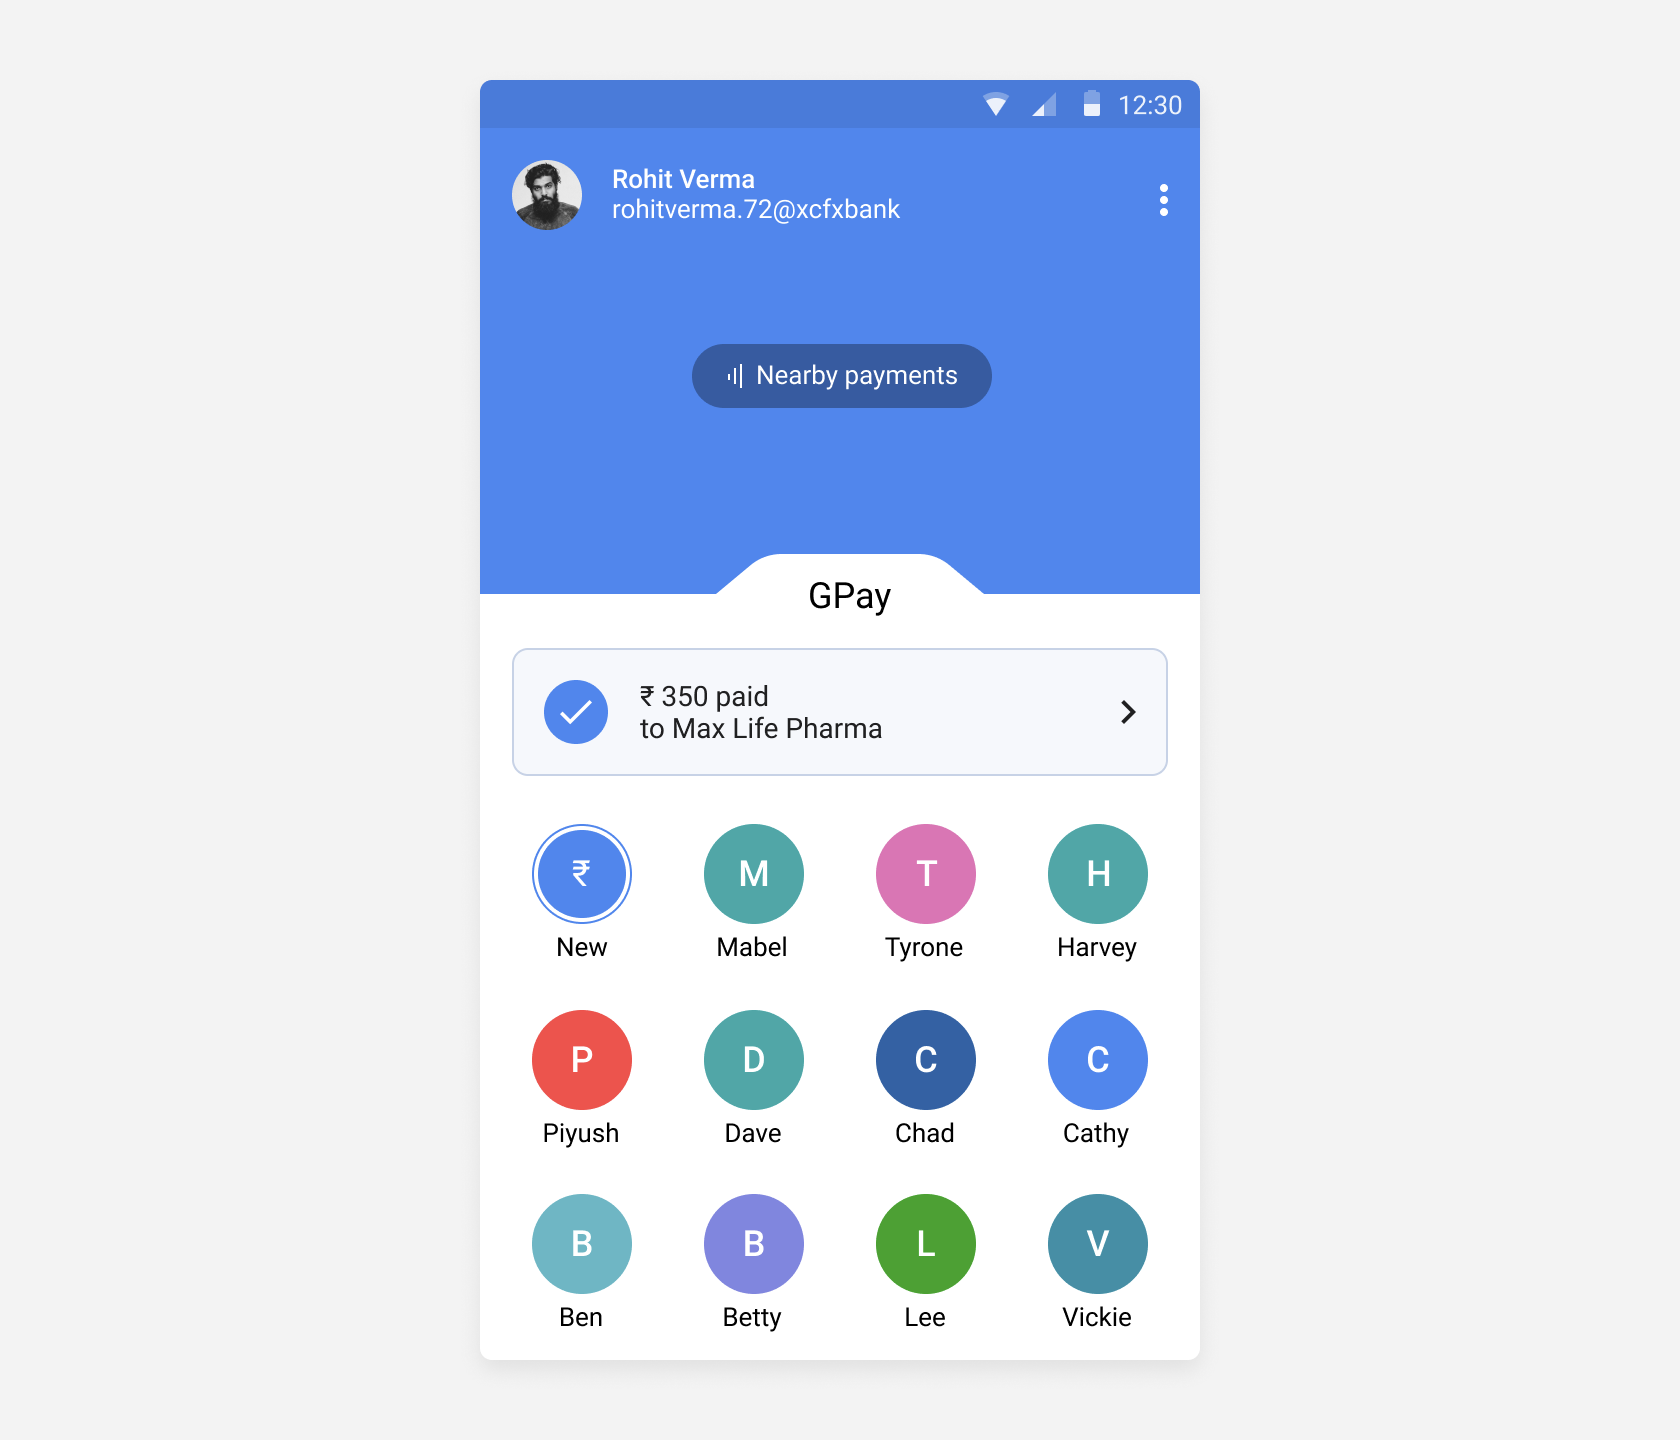 12:30
Rohit Verma
rohitverma.72@xcfxbank
Nearby payments
GPay
₹ 350 paid
to Max Life Pharma
₹ M T H
New Mabel Tyrone Harvey
P D C C
Piyush Dave Chad Cathy
B B L V
Ben Betty Lee Vickie